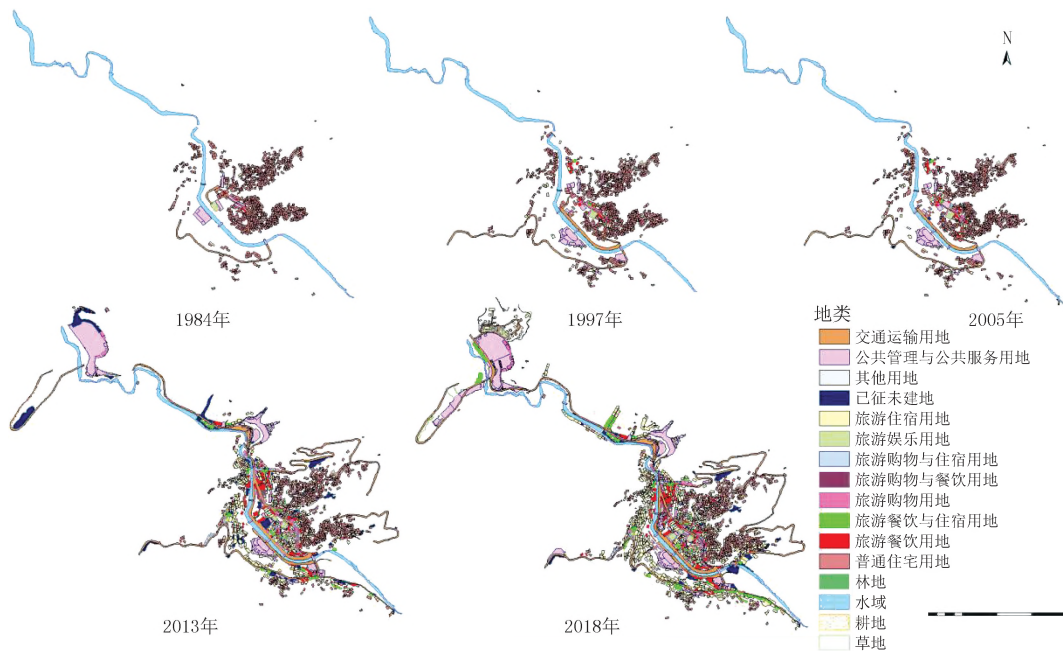 N
1984年
1997年
2005年
2013年
2018年
地类
交通运输用地
公共管理与公共服务用地
其他用地
已征未建地
旅游住宿用地
旅游娱乐用地
旅游购物与住宿用地
旅游购物与餐饮用地
旅游购物用地
旅游餐饮与住宿用地
旅游餐饮用地
普通住宅用地
林地
水域
耕地
草地